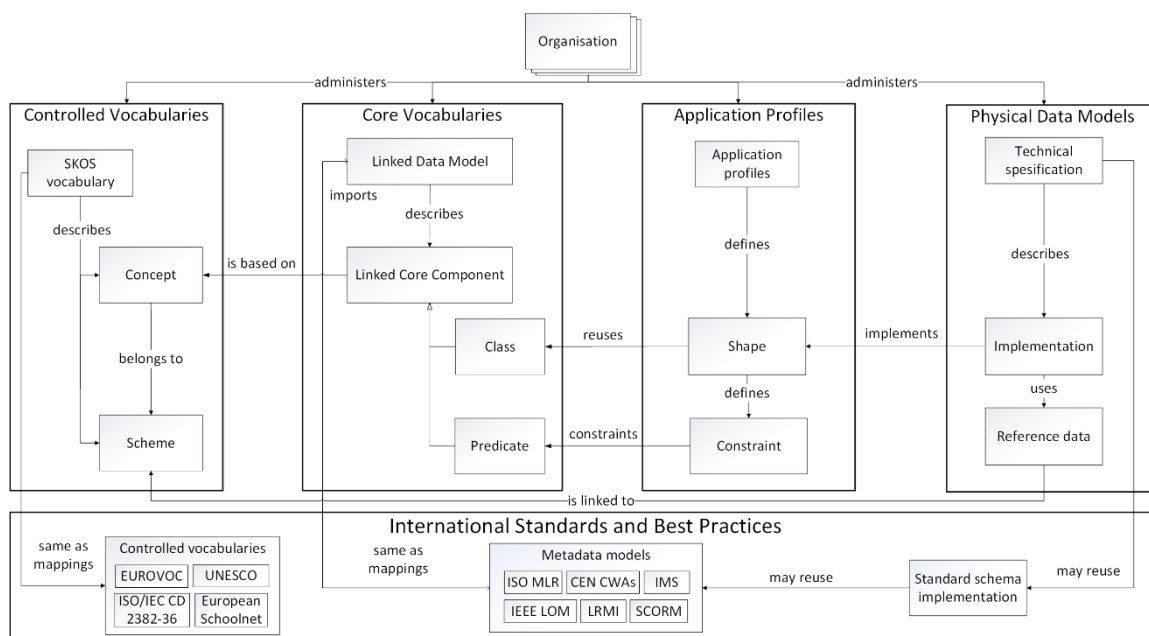 Organisation
administers
administers
Controlled Vocabularies
Core Vocabularies
Application Profiles
Physical Data Models
SKOS
vocabulary
Linked Data Model
Application
profiles
Technical
spesification
imports
describes
describes
defines
describes
Concept
is based on
Linked Core Component
belongs to
Class
reuses
Shape
implements
Implementation
defines
uses
Scheme
Predicate
constraints
Constraint
Reference data
is linked to
International Standards and Best Practices
same as
mappings
Controlled vocabularies
EUROVOC
UNESCO
ISO/IEC CD
2382-36
European
Schoolnet
same as
mappings
Metadata models
ISO MLR
CEN CWAs
IMS
IEEE LOM
LRMI
SCORM
may reuse
Standard schema
implementation
may reuse